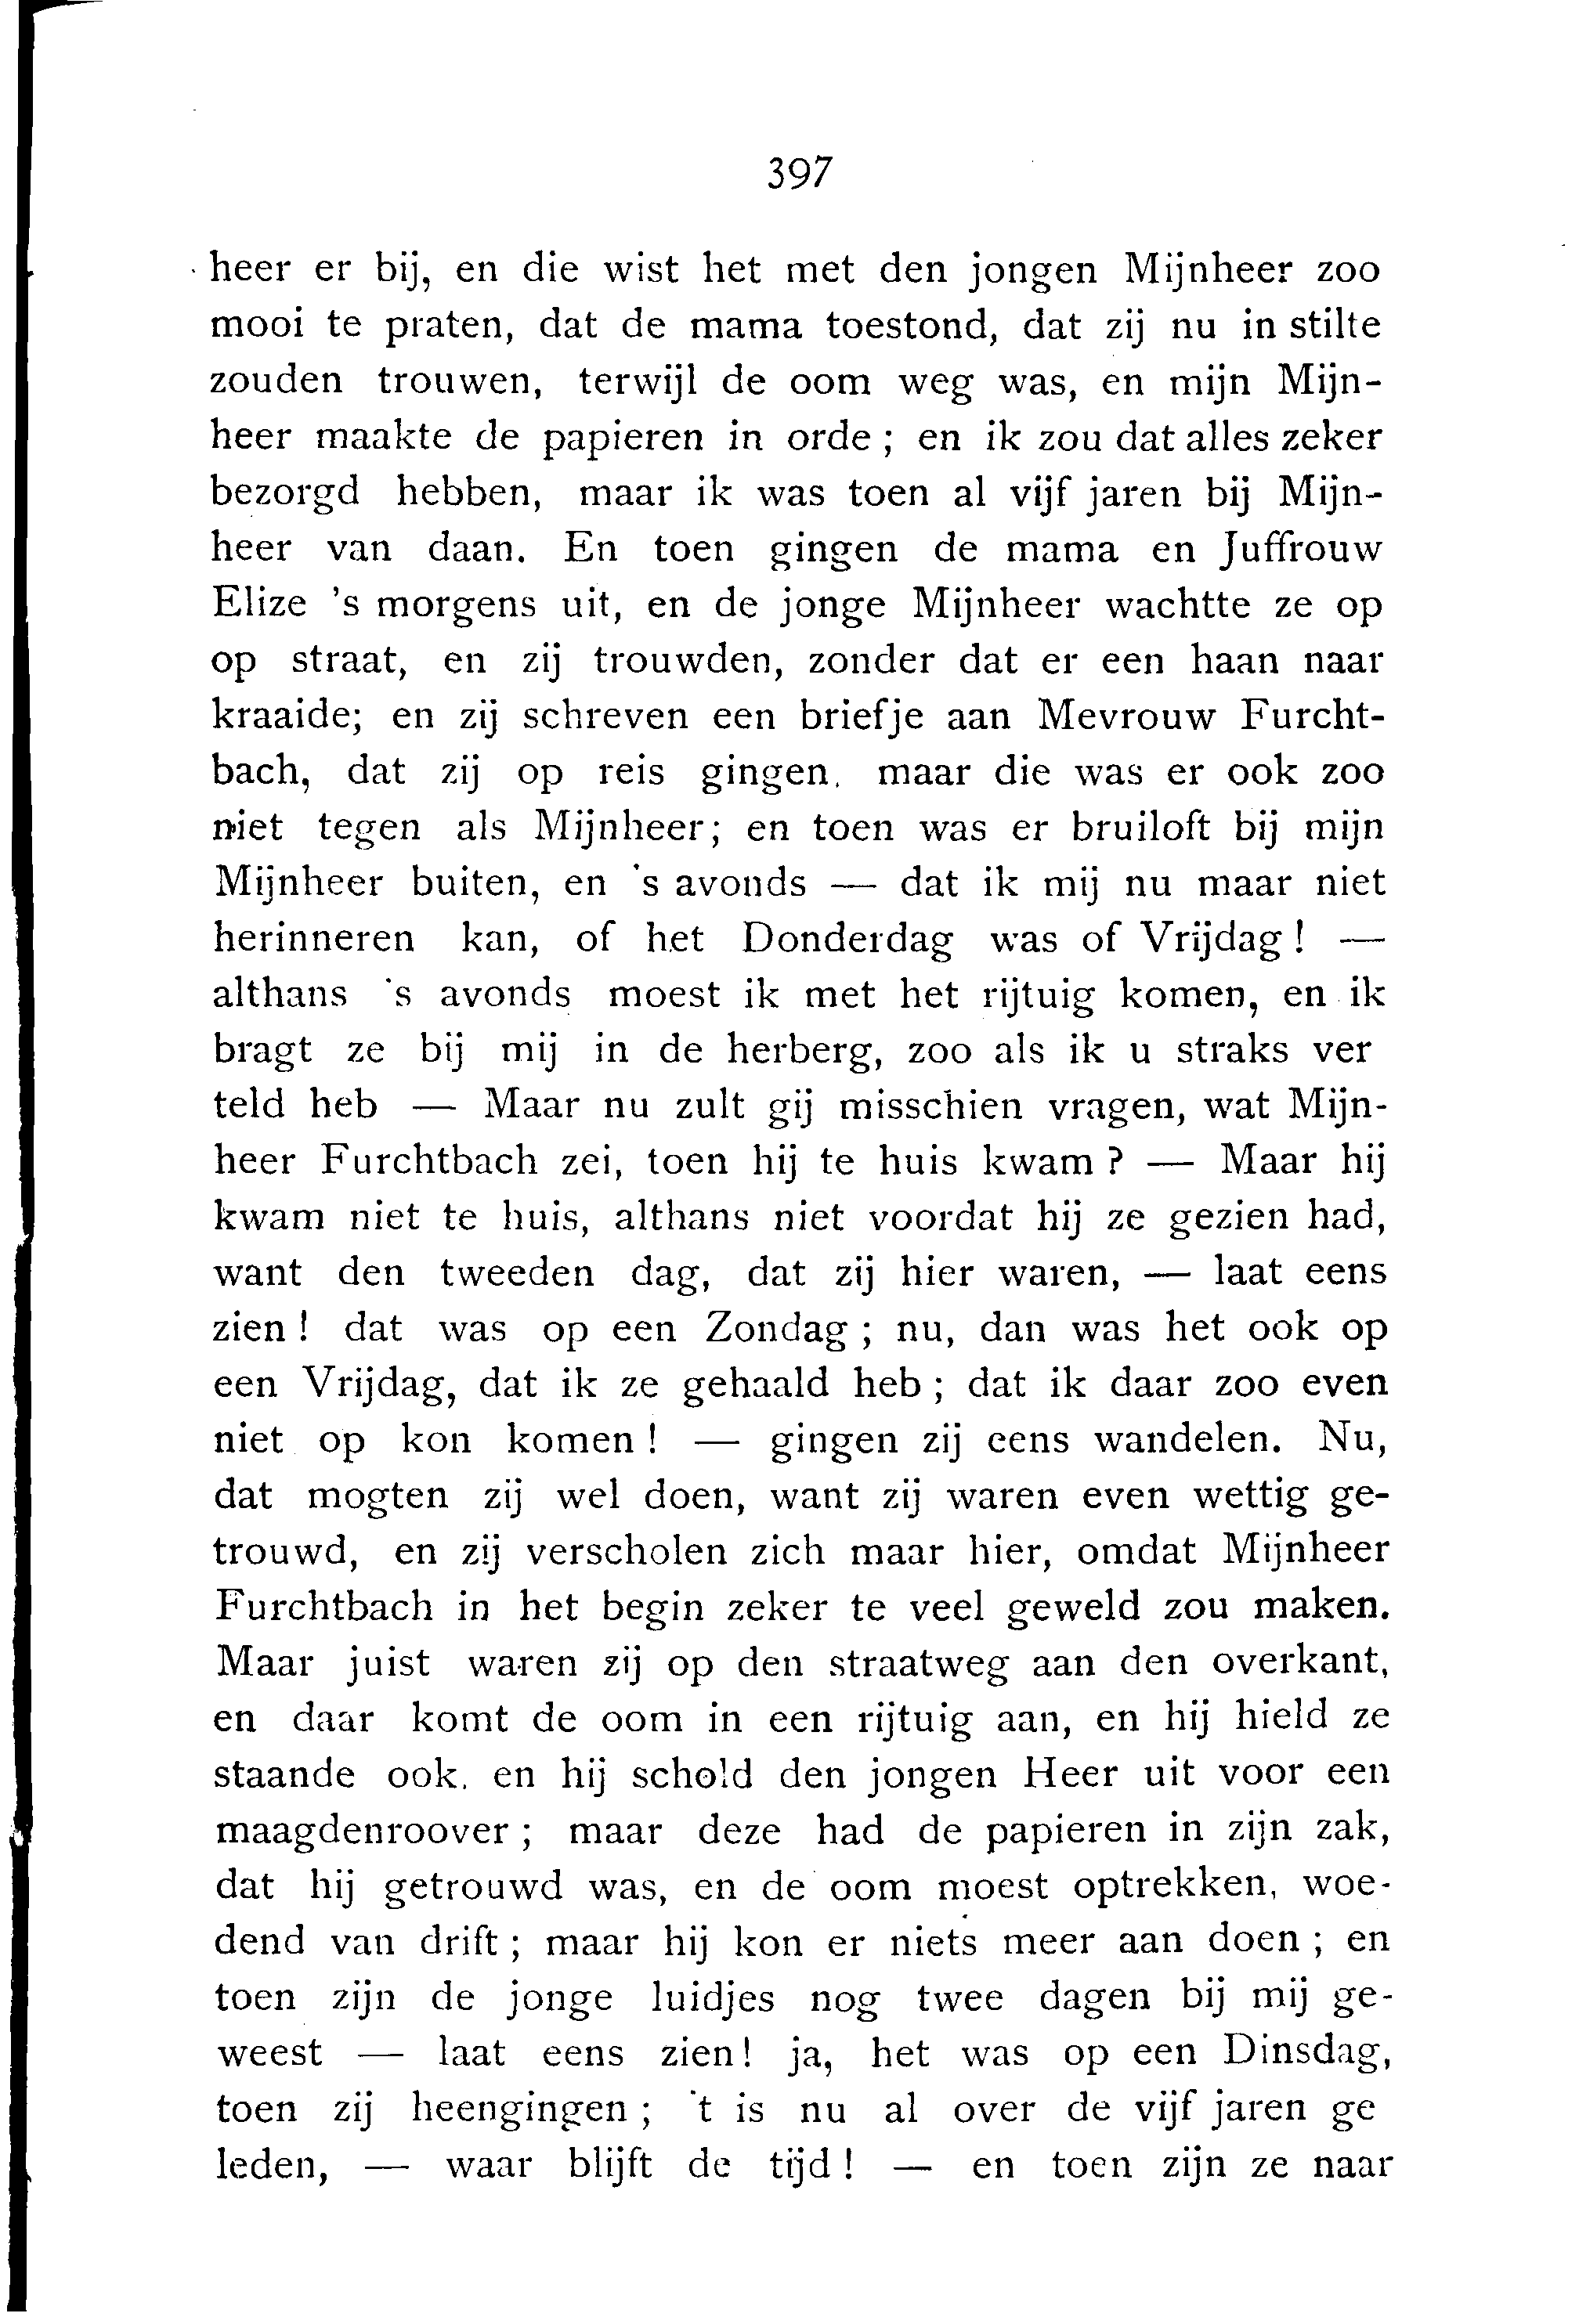 397
heer er bij, en die wist het met den jongen Mijnheer zoo
mooi te praten, dat de mama toestond, dat zij nu in stilte
zouden trouwen, terwijl de oom weg was, en mijn Mijn-
heer maakte de papieren in orde ; en ik zou dat alles zeker
bezorgd hebben, maar ik was toen al vijf jaren bij Mijn-
heer van daan. En toen gingen de mama en Juffrouw
Elize 's morgens uit, en de jonge Mijnheer wachtte ze op
op straat, en zij trouwden, zonder dat er een haan naar
kraaide; en zij schreven een briefje aan Mevrouw Furcht-
bach, dat zij op reis gingen, maar die was er ook zoo
niet tegen als Mijnheer; en toen was er bruiloft bij mijn
Mijnheer buiten, en 's avonds — dat ik mij nu maar niet
herinneren kan, of het Donderdag was of Vrijdag ! —
althans 's avonds moest ik met het rijtuig komen, en ik
bragt ze bij mij in de herberg, zoo als ik u straks ver
teld heb — Maar nu zult gij misschien vragen, wat Mijn-
heer Furchtbach zei, toen hij te huis kwam ? — Maar hij
kwam niet te huis, althans niet voordat hij ze gezien had,
want den tweeden dag, dat zij hier waren, — laat eens
zien ! dat was op een Zondag ; nu, dan was het ook op
een Vrijdag, dat ik ze gehaald heb ; dat ik daar zoo even
niet op kon komen ! — gingen zij eens wandelen. Nu,
dat mogten zij wel doen, want zij waren even wettig ge-
trouwd, en zij verscholen zich maar hier, omdat Mijnheer
Furchtbach in het begin zeker te veel geweld zou maken.
Maar juist waren zij op den straatweg aan den overkant,
en daar komt de oom in een rijtuig aan, en hij hield ze
staande ook, en hij schold den jongen Heer uit voor een
maagdenroover ; maar deze had de papieren in zijn zak,
dat hij getrouwd was, en de oom moest optrekken, woe-
dend van drift ; maar hij kon er niets meer aan doen ; en
toen zijn de jonge luidjes nog twee dagen bij mij ge-
weest — laat eens zien! ja, het was op een Dinsdag,
toen zij heengingen ; 't is nu al over de vijf jaren ge
leden, — waar blijft de tijd ! — en toen zijn ze naar